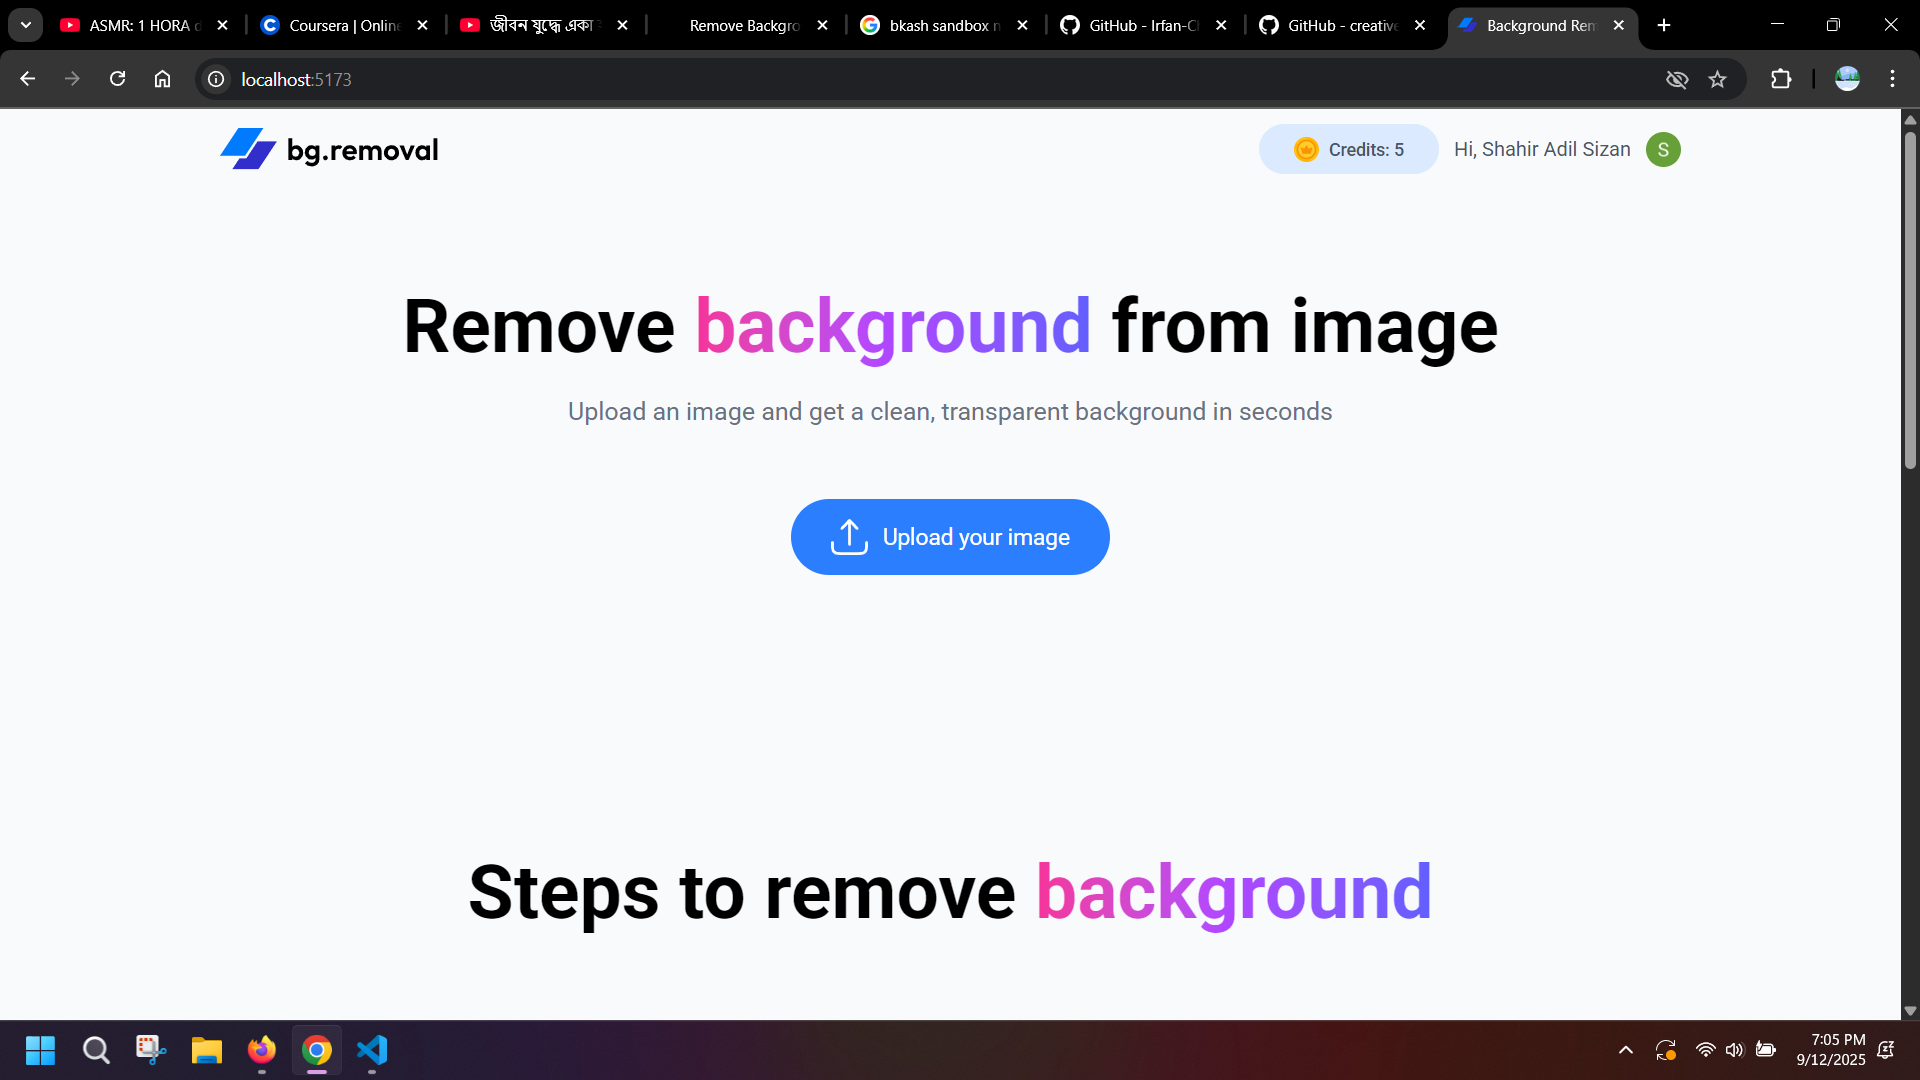 ASMR: 1 HORA d
Coursera | Online
জীবন যুদ্ধে একা
Remove Backgro
bkash sandbox n
GitHub - Irfan-Ch
GitHub - creative
Background Rem
localhost:5173
bg.removal
Credits: 5
Hi, Shahir Adil Sizan
S
Remove background from image
Upload an image and get a clean, transparent background in seconds
Upload your image
Steps to remove background
7:05 PM
9/12/2025